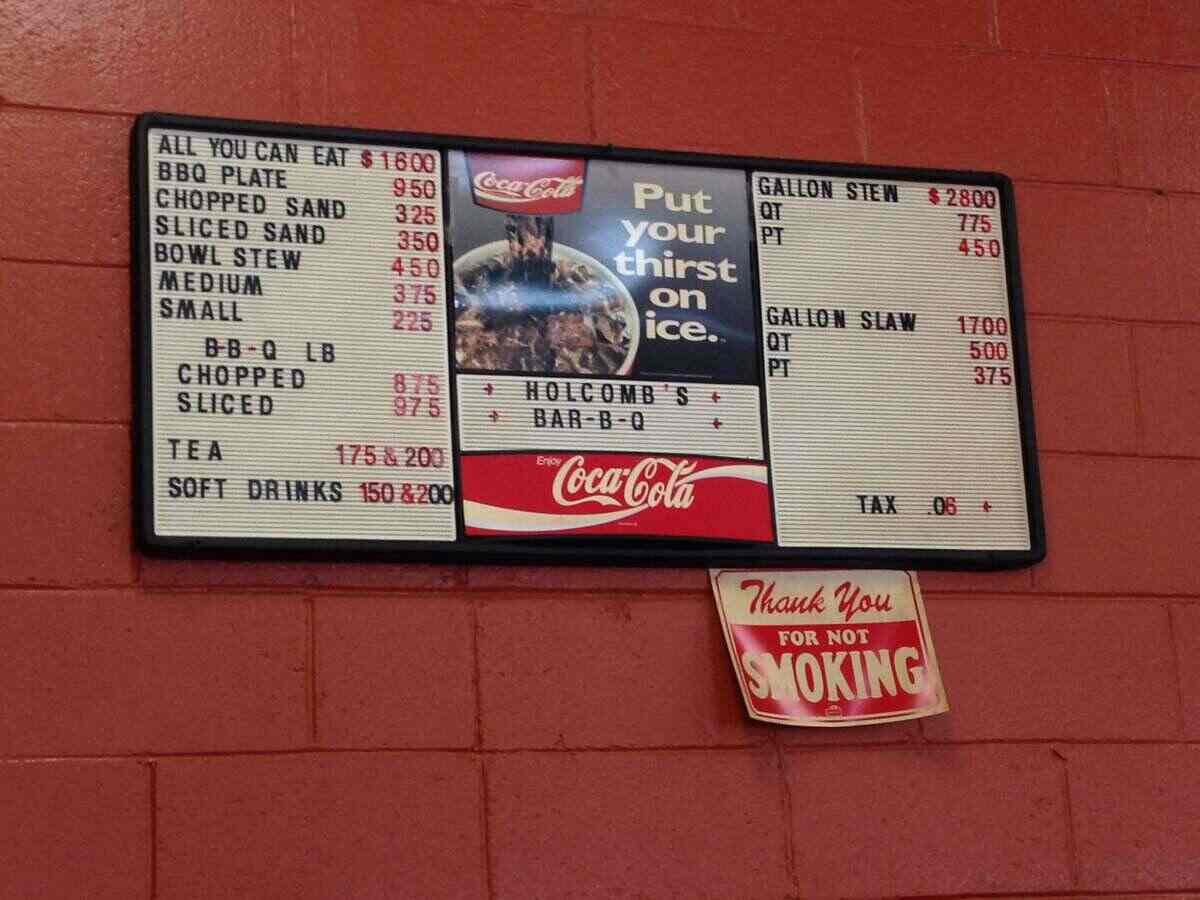 ALL YOU CAN EAT $1600
BBQ PLATE 950
CHOPPED SAND 325
SLICED SAND 350
BOWL STEW 450
MEDIUM 375
SMALL 225
B-B-Q LB
CHOPPED 875
SLICED 975
TEA 175 & 200
SOFT DRINKS 150 & 200
Coca-Cola
Put
your
thirst
on
ice.
HOLCOMB'S
BAR-B-Q
Enjoy
Coca-Cola
GALLON STEW $2800
QT 775
PT 450
GALLON SLAW 1700
QT 500
PT 375
TAX .06
Thank You
FOR NOT
SMOKING